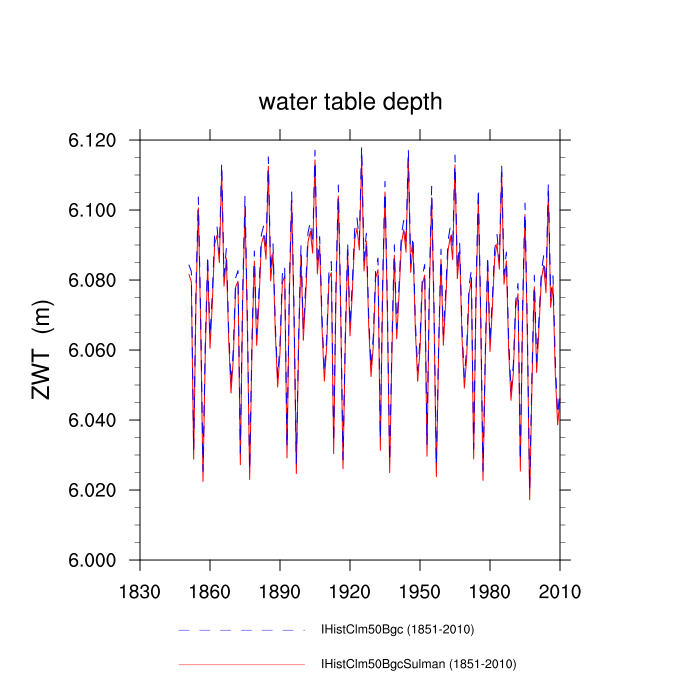 water table depth
6.120
6.100
6.080
6.060
6.040
6.020
6.000
ZWT (m)
1830 1860 1890 1920 1950 1980 2010
IHistClm50Bgc (1851-2010)
IHistClm50BgcSulman (1851-2010)